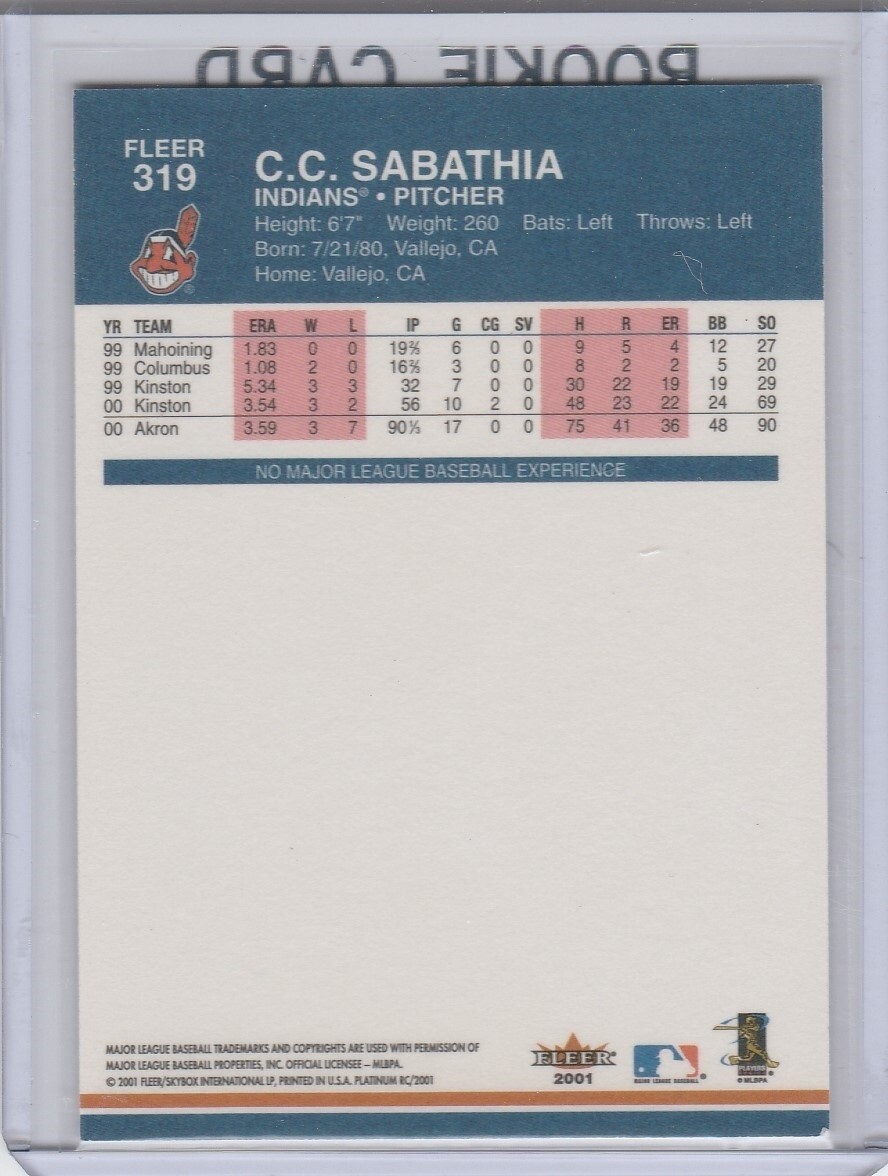 ROOKIE CARD
FLEER
319
C.C. SABATHIA
INDIANS® • PITCHER
Height: 6'7" Weight: 260 Bats: Left Throws: Left
Born: 7/21/80, Vallejo, CA
Home: Vallejo, CA
YR TEAM ERA W L IP G CG SV H R ER BB SO
99 Mahoining 1.83 0 0 19⅔ 6 0 0 9 5 4 12 27
99 Columbus 1.08 2 0 16⅔ 3 0 0 8 2 2 5 20
99 Kinston 5.34 3 3 32 7 0 0 30 22 19 19 29
00 Kinston 3.54 3 2 56 10 2 0 48 23 22 24 69
00 Akron 3.59 3 7 90⅓ 17 0 0 75 41 36 48 90
NO MAJOR LEAGUE BASEBALL EXPERIENCE
MAJOR LEAGUE BASEBALL TRADEMARKS AND COPYRIGHTS ARE USED WITH PERMISSION OF
MAJOR LEAGUE BASEBALL PROPERTIES, INC. OFFICIAL LICENSEE – MLBPA.
© 2001 FLEER/SKYBOX INTERNATIONAL LP, PRINTED IN U.S.A. PLATINUM RC/2001
FLEER®
2001
MAJOR LEAGUE BASEBALL®
PLAYERS
CHOICE
© MLBPA